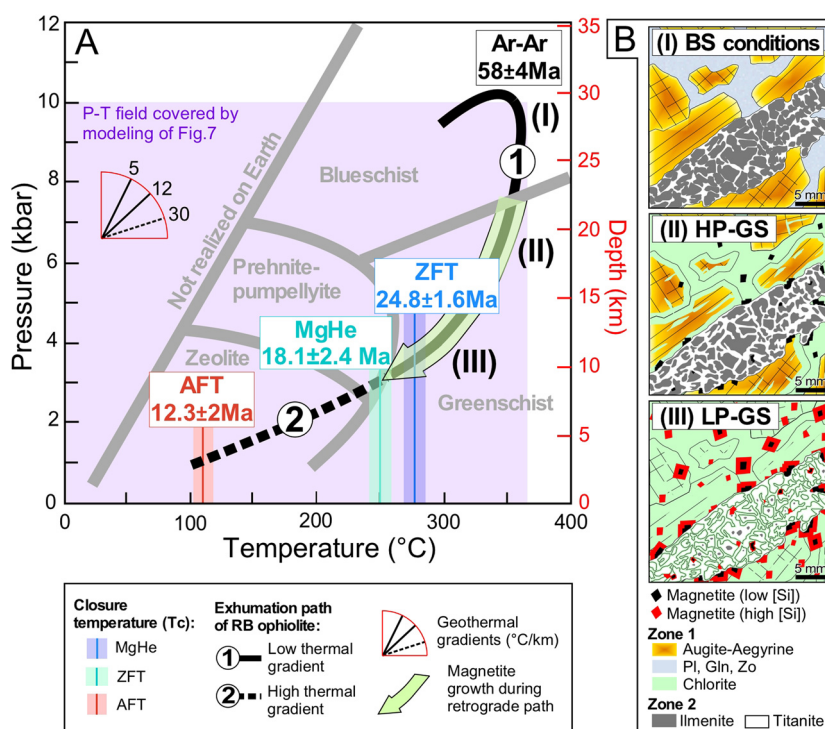 A
12
10
8
6
4
2
0
Pressure (kbar)
0
100
200
300
400
Temperature (°C)
35
30
25
20
15
10
5
0
Depth (km)
Ar-Ar
58±4Ma
P-T field covered by
modeling of Fig.7
5
12
30
Not realized on Earth
Blueschist
(I)
1
(II)
Prehnite-
pumpellyite
ZFT
24.8±1.6Ma
MgHe
18.1±2.4 Ma
Zeolite
(III)
AFT
12.3±2Ma
2
Greenschist
Closure
temperature (Tc):
MgHe
ZFT
AFT
Exhumation path
of RB ophiolite:
1 Low thermal
gradient
2 High thermal
gradient
Geothermal
gradients (°C/km)
Magnetite
growth during
retrograde path
B
(I) BS conditions
5 mm
(II) HP-GS
5 mm
(III) LP-GS
5 mm
Magnetite (low [Si])
Magnetite (high [Si])
Zone 1
Augite-Aegyrine
Pl, Gln, Zo
Chlorite
Zone 2
Ilmenite Titanite